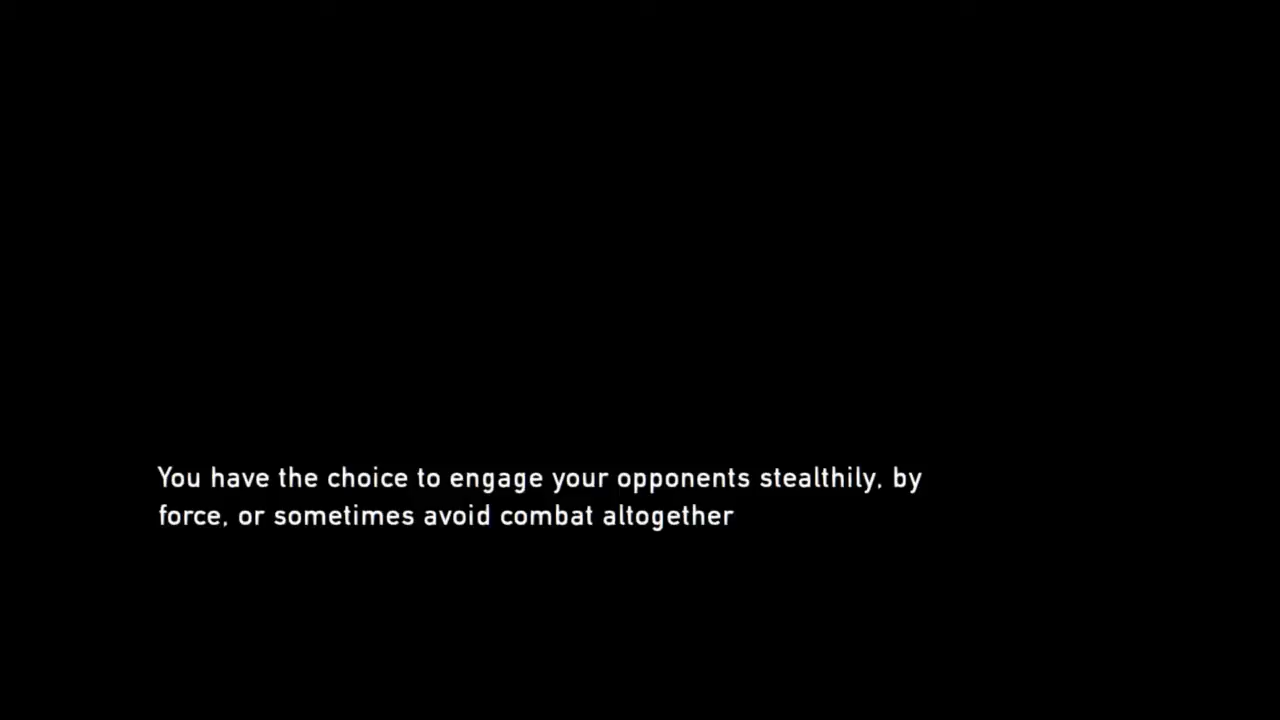 You have the choice to engage your opponents stealthily, by
force, or sometimes avoid combat altogether